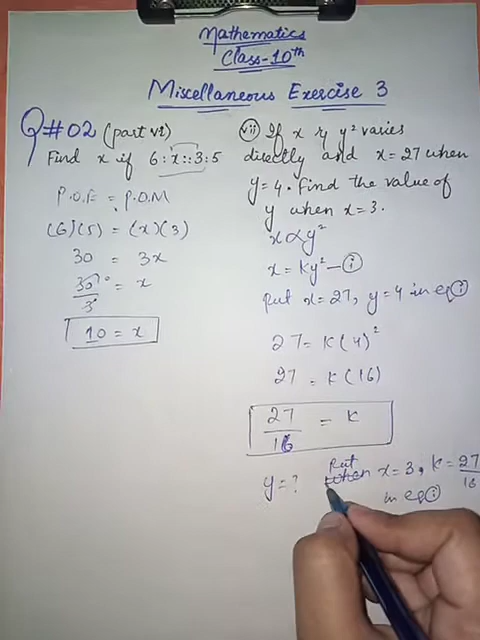 Mathematics
Class-10th
Miscellaneous Exercise 3
Q#02 (part vi)
Find x if 6:x::3:5
P.O.E = P.O.M
(6)(5) = (x)(3)
30 = 3x
30/3 = x
10 = x
(vii) If x & y² varies
directly and x=27 when
y=4. Find the value of
y when x=3.
x∝y²
x=Ky²—(i)
put x=27, y=4 in eq(i)
27=K(4)²
27 = K(16)
27/16 = K
y=? Put x=3, K=27/16
in eq(i)